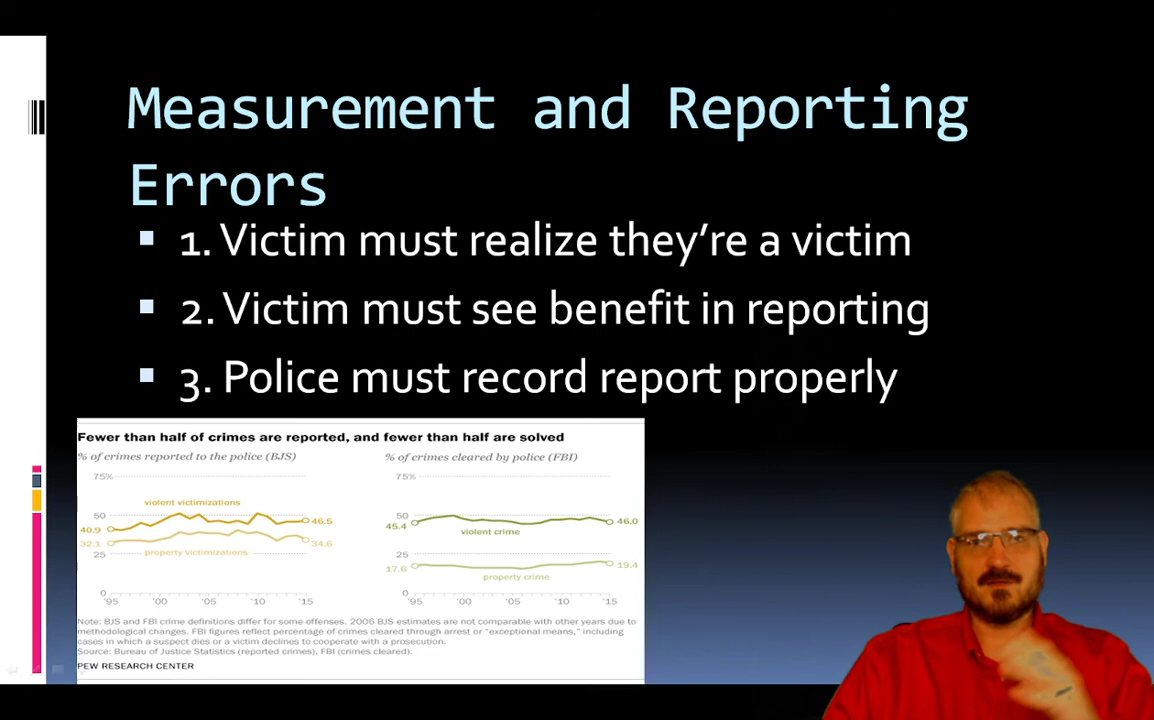 Measurement and Reporting
Errors
1. Victim must realize they’re a victim
2. Victim must see benefit in reporting
3. Police must record report properly
Fewer than half of crimes are reported, and fewer than half are solved
% of crimes reported to the police (BJS)
75%
violent victimizations
50
46.5
40.9
32.1
34.6
25
property victimizations
0
'95 '00 '05 '10 '15
% of crimes cleared by police (FBI)
75%
50
46.0
45.4
violent crime
25
17.6
19.4
property crime
0
'95 '00 '05 '10 '15
Note: BJS and FBI crime definitions differ for some offenses. 2006 BJS estimates are not comparable with other years due to
methodological changes. FBI figures reflect percentage of crimes cleared through arrest or “exceptional means,” including
cases in which a suspect dies or a victim declines to cooperate with a prosecution.
Source: Bureau of Justice Statistics (reported crimes), FBI (crimes cleared).
PEW RESEARCH CENTER